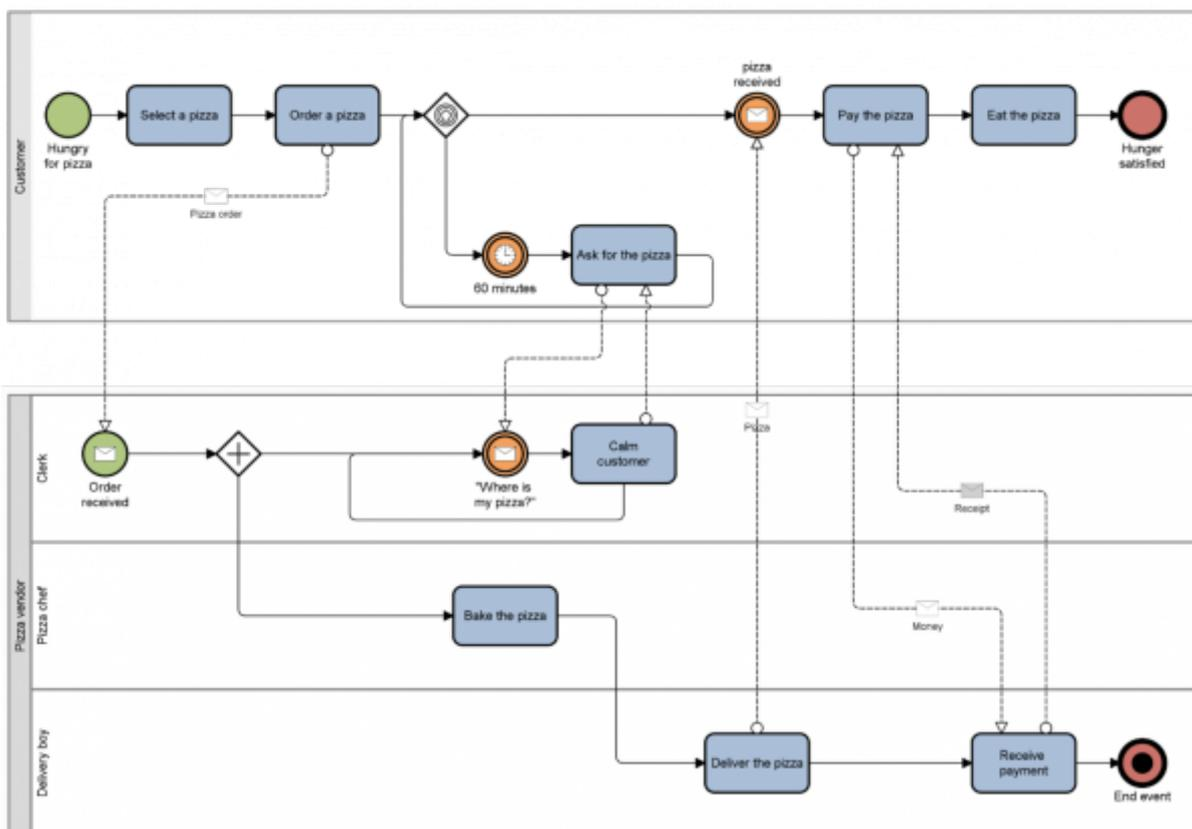 Customer
pizza
received
Select a pizza
Order a pizza
Pay the pizza
Eat the pizza
Hungry
for pizza
Hunger
satisfied
Pizza order
Ask for the pizza
60 minutes
Pizza vendor
Clerk
Pizza
Calm
customer
Order
received
"Where is
my pizza?"
Receipt
Pizza chef
Bake the pizza
Money
Delivery boy
Deliver the pizza
Receive
payment
End event